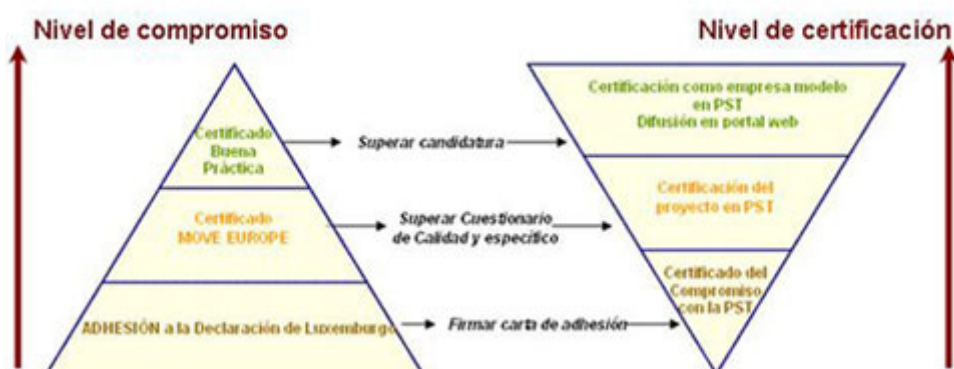 Nivel de compromiso
Nivel de certificación
Certificado
Buena
Práctica
Superar candidatura
Certificación como empresa modelo
en PST
Difusión en portal web
Certificado
MOVE EUROPE
Superar Cuestionario
de Calidad y específico
Certificación del
proyecto en PST
ADHESIÓN a la Declaración de Luxemburgo
Firmar carta de adhesión
Certificado del
Compromiso
con la PST